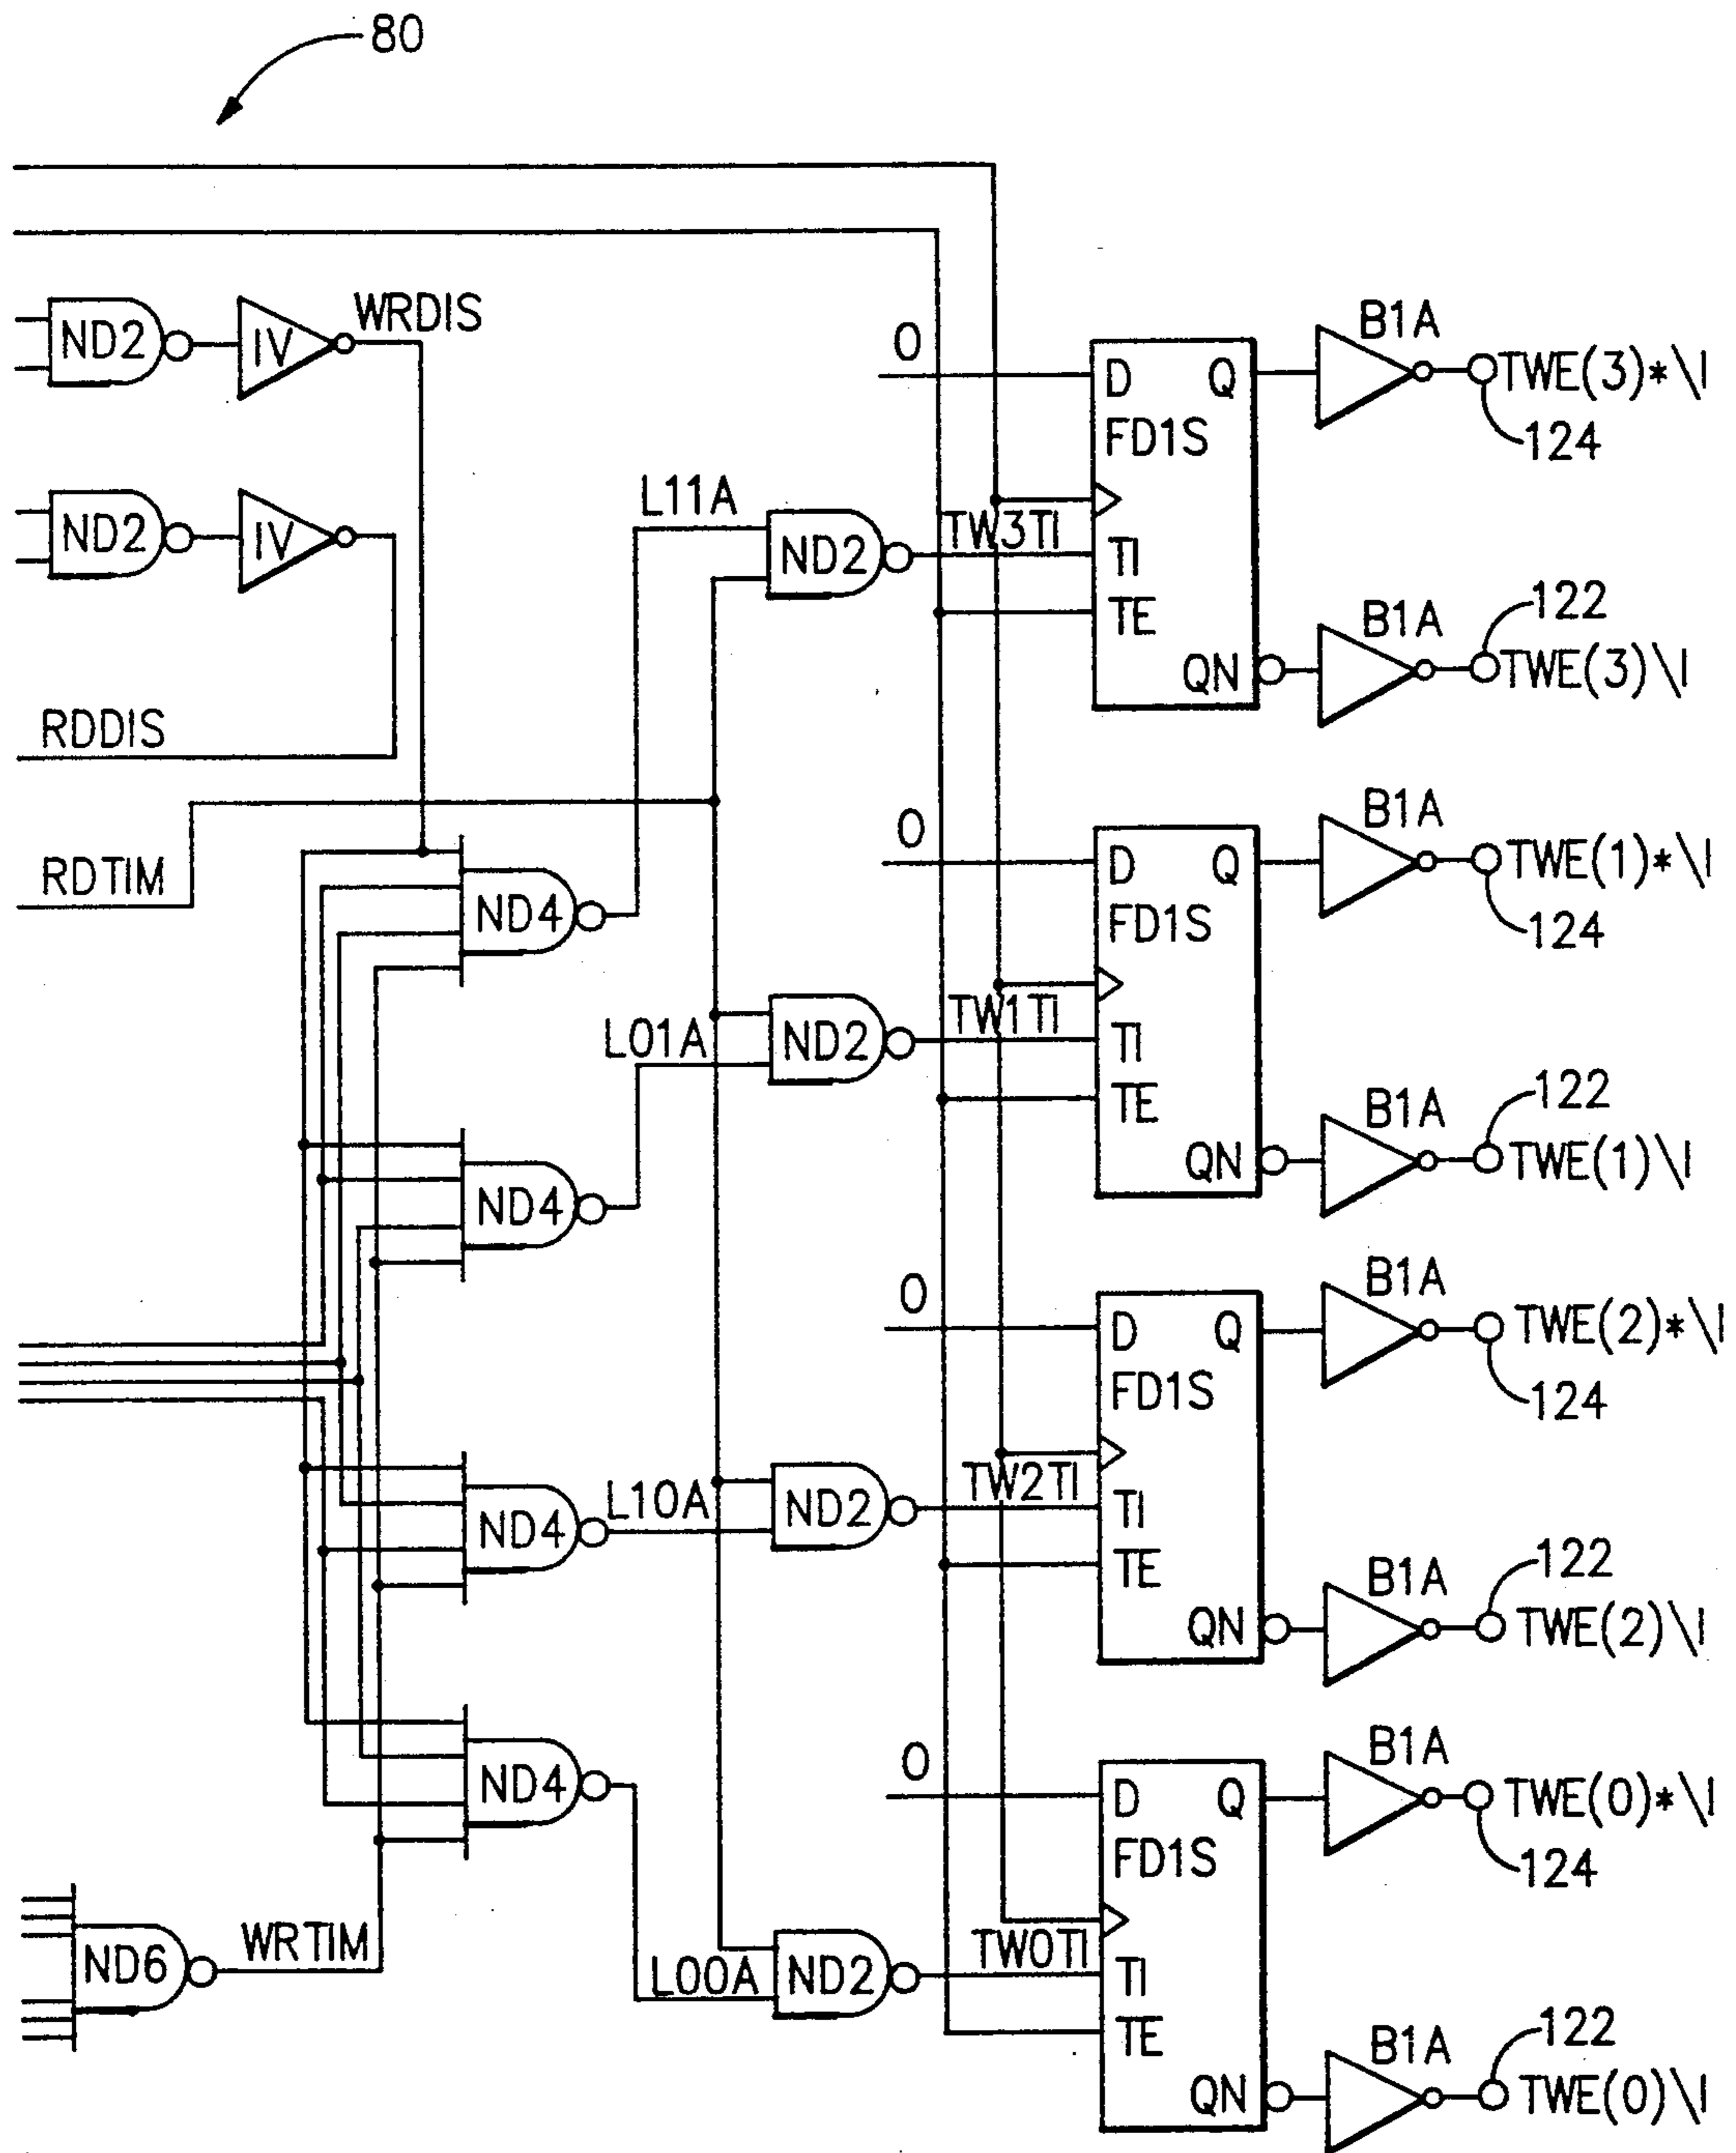 80
ND2
IV
WRDIS
B1A
0
D
Q
TWE(3)*\I
FD1S
124
ND2
IV
L11A
ND2
TW3TI
TI
TE
B1A
122
QN
TWE(3)\I
RDDIS
B1A
0
D
Q
TWE(1)*\I
RDTIM
ND4
FD1S
124
L01A
ND2
TW1TI
TI
TE
B1A
122
QN
TWE(1)\I
ND4
B1A
0
D
Q
TWE(2)*\I
FD1S
124
L10A
ND4
ND2
TW2TI
TI
TE
B1A
122
QN
TWE(2)\I
B1A
0
D
Q
TWE(0)*\I
ND4
FD1S
124
WRTIM
ND6
L00A
ND2
TW0TI
TI
TE
B1A
122
QN
TWE(0)\I